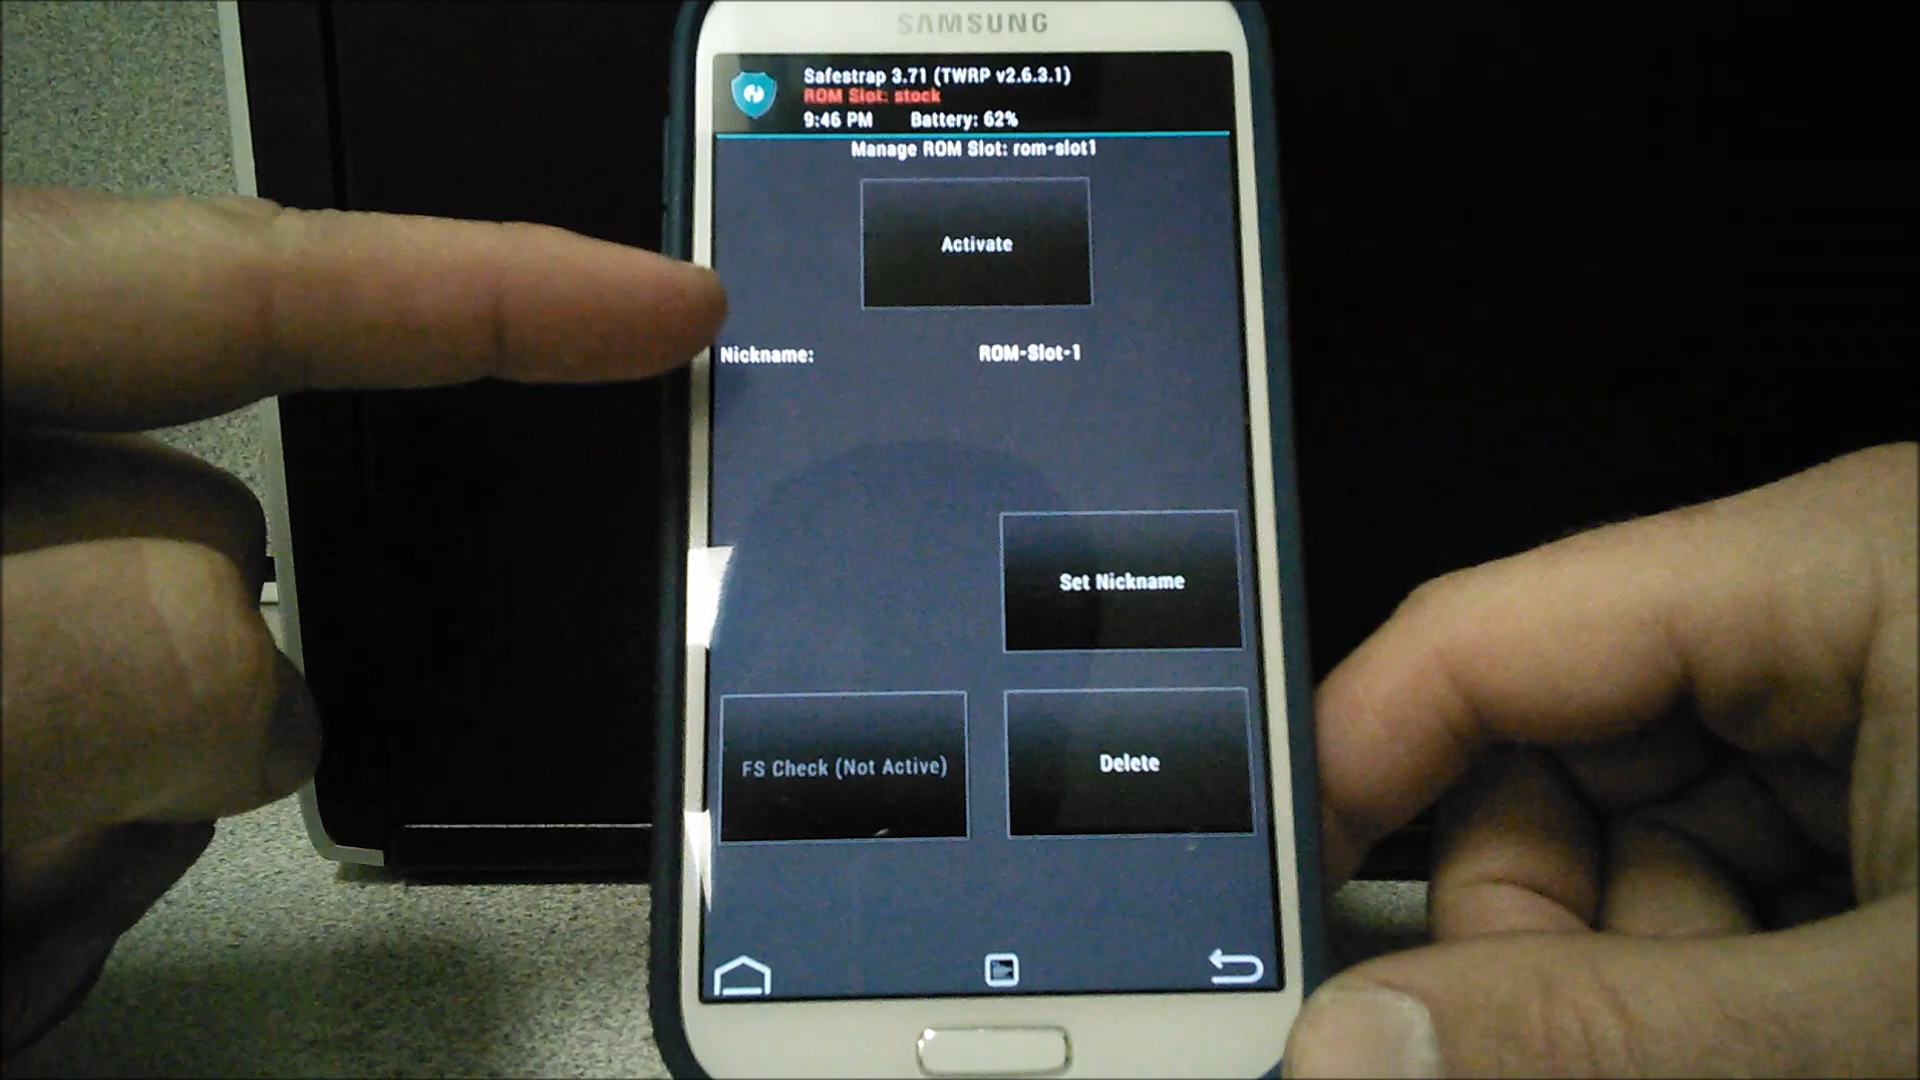 SAMSUNG
Safestrap 3.71 (TWRP v2.6.3.1)
ROM Slot: stock
9:46 PM Battery: 62%
Manage ROM Slot: rom-slot1
Activate
Nickname: ROM-Slot-1
Set Nickname
FS Check (Not Active)
Delete